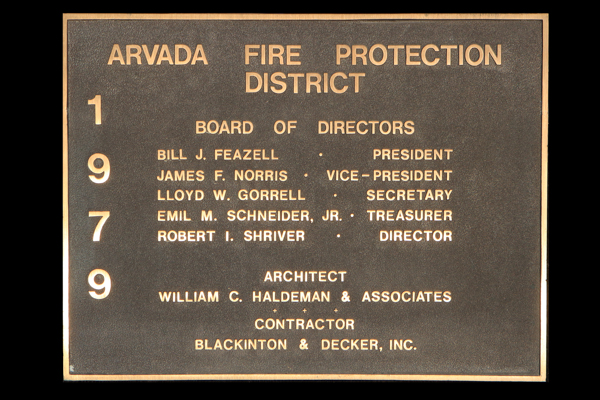 ARVADA FIRE PROTECTION
DISTRICT
1
9
7
9
BOARD OF DIRECTORS
BILL J. FEAZELL · PRESIDENT
JAMES F. NORRIS · VICE-PRESIDENT
LLOYD W. GORRELL · SECRETARY
EMIL M. SCHNEIDER, JR. · TREASURER
ROBERT I. SHRIVER · DIRECTOR
ARCHITECT
WILLIAM C. HALDEMAN & ASSOCIATES
+ + +
CONTRACTOR
BLACKINTON & DECKER, INC.